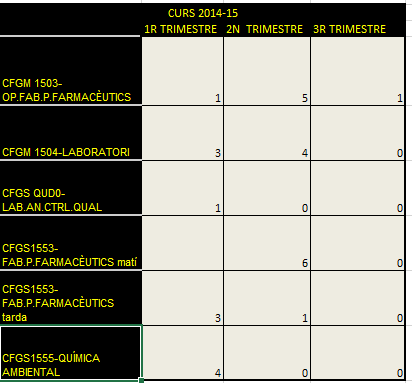 CURS 2014-15
1R TRIMESTRE 2N TRIMESTRE 3R TRIMESTRE
CFGM 1503-
OP.FAB.P.FARMACÈUTICS 1 5 1
CFGM 1504-LABORATORI 3 4 0
CFGS QUD0-
LAB.AN.CTRL.QUAL 1 0 0
CFGS1553-
FAB.P.FARMACÈUTICS matí 6 0
CFGS1553-
FAB.P.FARMACÈUTICS
tarda 3 1 0
CFGS1555-QUÍMICA
AMBIENTAL 4 0 0